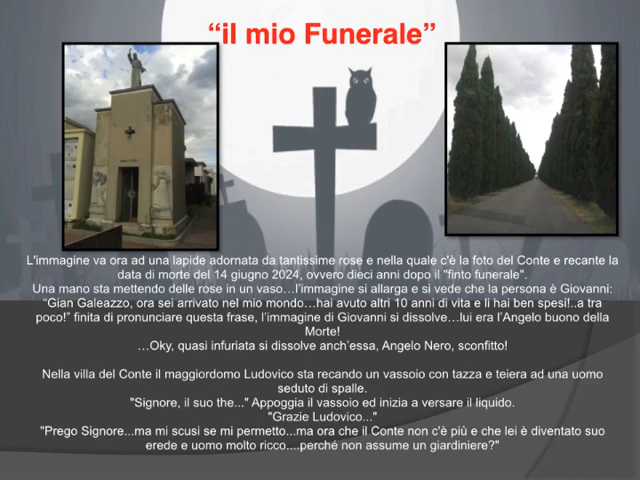 “il mio Funerale”
L'immagine va ora ad una lapide adornata da tantissime rose e nella quale c'è la foto del Conte e recante la
data di morte del 14 giugno 2024, ovvero dieci anni dopo il "finto funerale".
Una mano sta mettendo delle rose in un vaso…l’immagine si allarga e si vede che la persona è Giovanni:
“Gian Galeazzo, ora sei arrivato nel mio mondo…hai avuto altri 10 anni di vita e li hai ben spesi!..a tra
poco!” finita di pronunciare questa frase, l’immagine di Giovanni si dissolve…lui era l’Angelo buono della
Morte!
…Oky, quasi infuriata si dissolve anch’essa, Angelo Nero, sconfitto!
Nella villa del Conte il maggiordomo Ludovico sta recando un vassoio con tazza e teiera ad una uomo
seduto di spalle.
"Signore, il suo the..." Appoggia il vassoio ed inizia a versare il liquido.
"Grazie Ludovico..."
"Prego Signore...ma mi scusi se mi permetto...ma ora che il Conte non c'è più e che lei è diventato suo
erede e uomo molto ricco....perché non assume un giardiniere?"